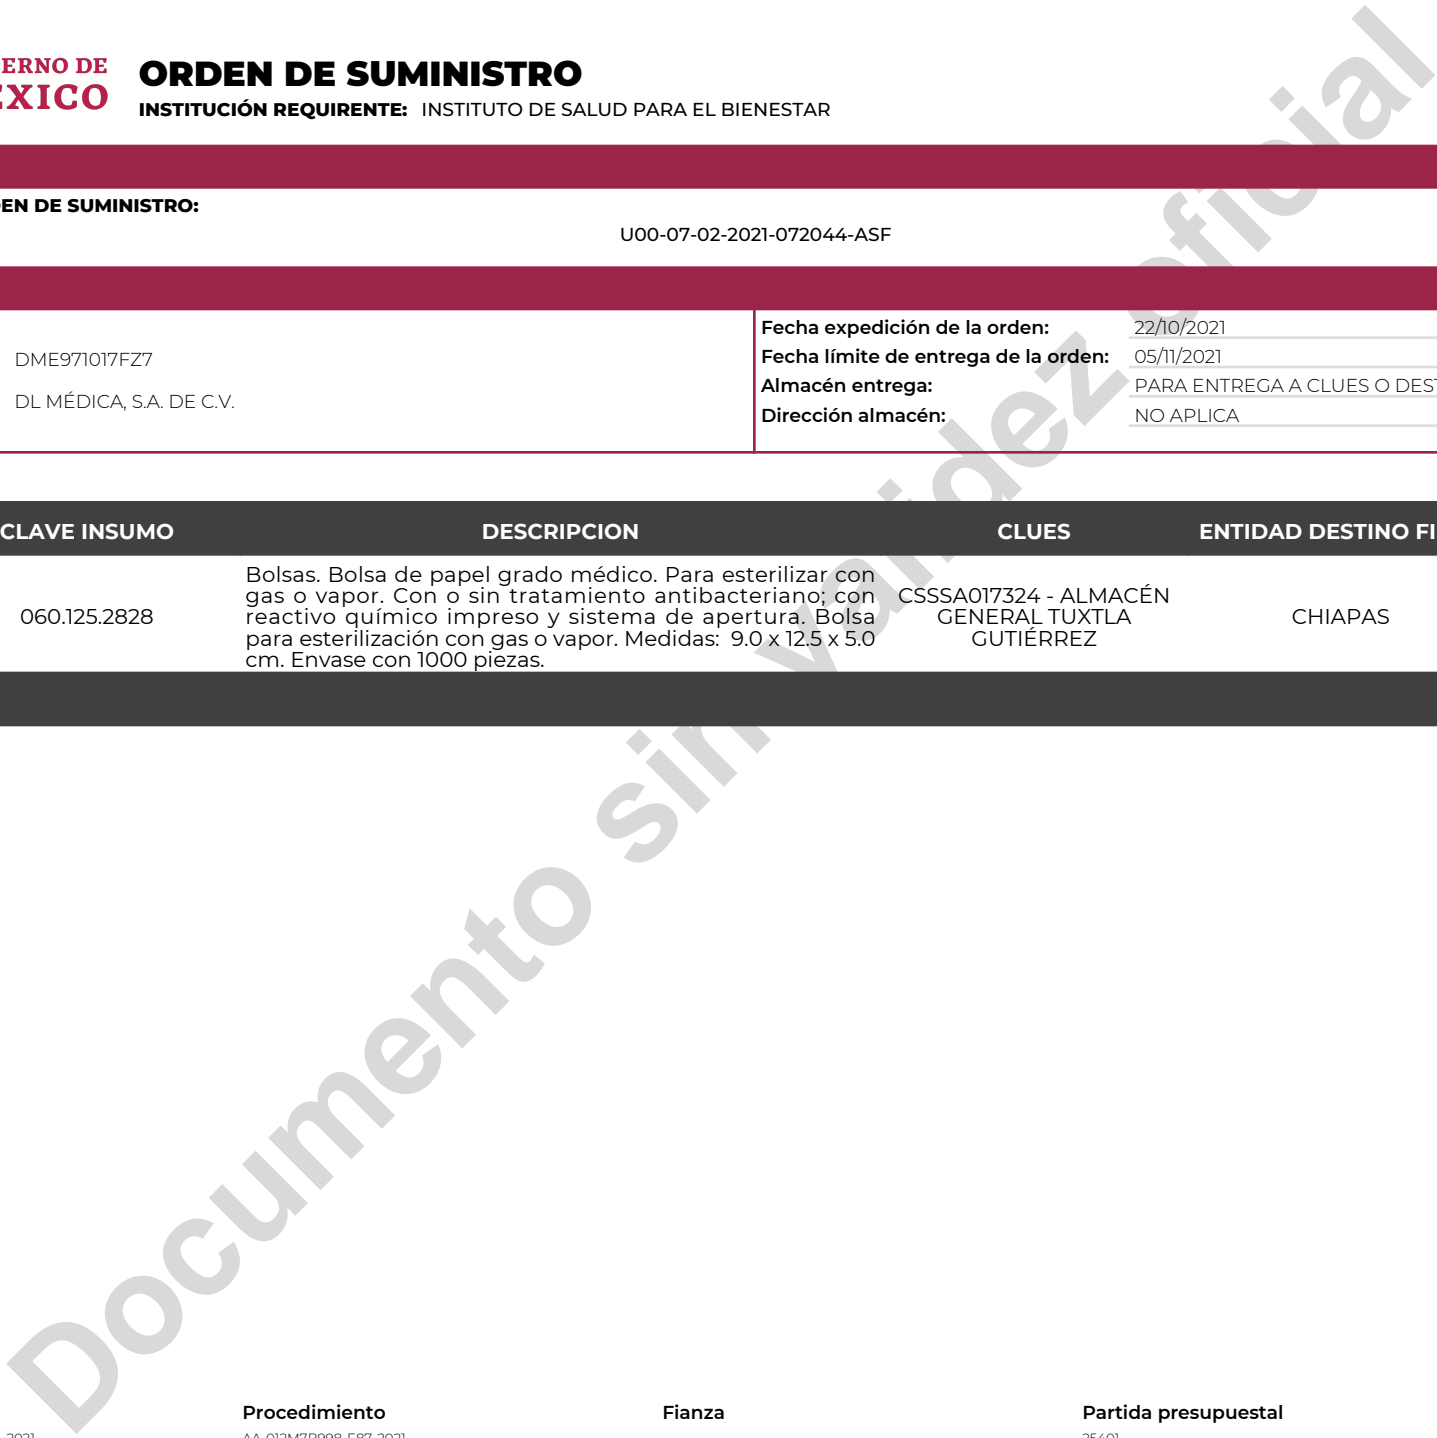 ERNO DE
EXICO
ORDEN DE SUMINISTRO
INSTITUCIÓN REQUIRENTE: INSTITUTO DE SALUD PARA EL BIENESTAR
EN DE SUMINISTRO:
U00-07-02-2021-072044-ASF
DME971017FZ7
DL MÉDICA, S.A. DE C.V.
Fecha expedición de la orden: 22/10/2021
Fecha límite de entrega de la orden: 05/11/2021
Almacén entrega: PARA ENTREGA A CLUES O DEST
Dirección almacén: NO APLICA
CLAVE INSUMO DESCRIPCION CLUES ENTIDAD DESTINO FI
060.125.2828
Bolsas. Bolsa de papel grado médico. Para esterilizar con
gas o vapor. Con o sin tratamiento antibacteriano; con
reactivo químico impreso y sistema de apertura. Bolsa
para esterilización con gas o vapor. Medidas: 9.0 x 12.5 x 5.0
cm. Envase con 1000 piezas.
CSSSA017324 - ALMACÉN
GENERAL TUXTLA
GUTIÉRREZ
CHIAPAS
Documento sin validez oficial
Procedimiento Fianza Partida presupuestal